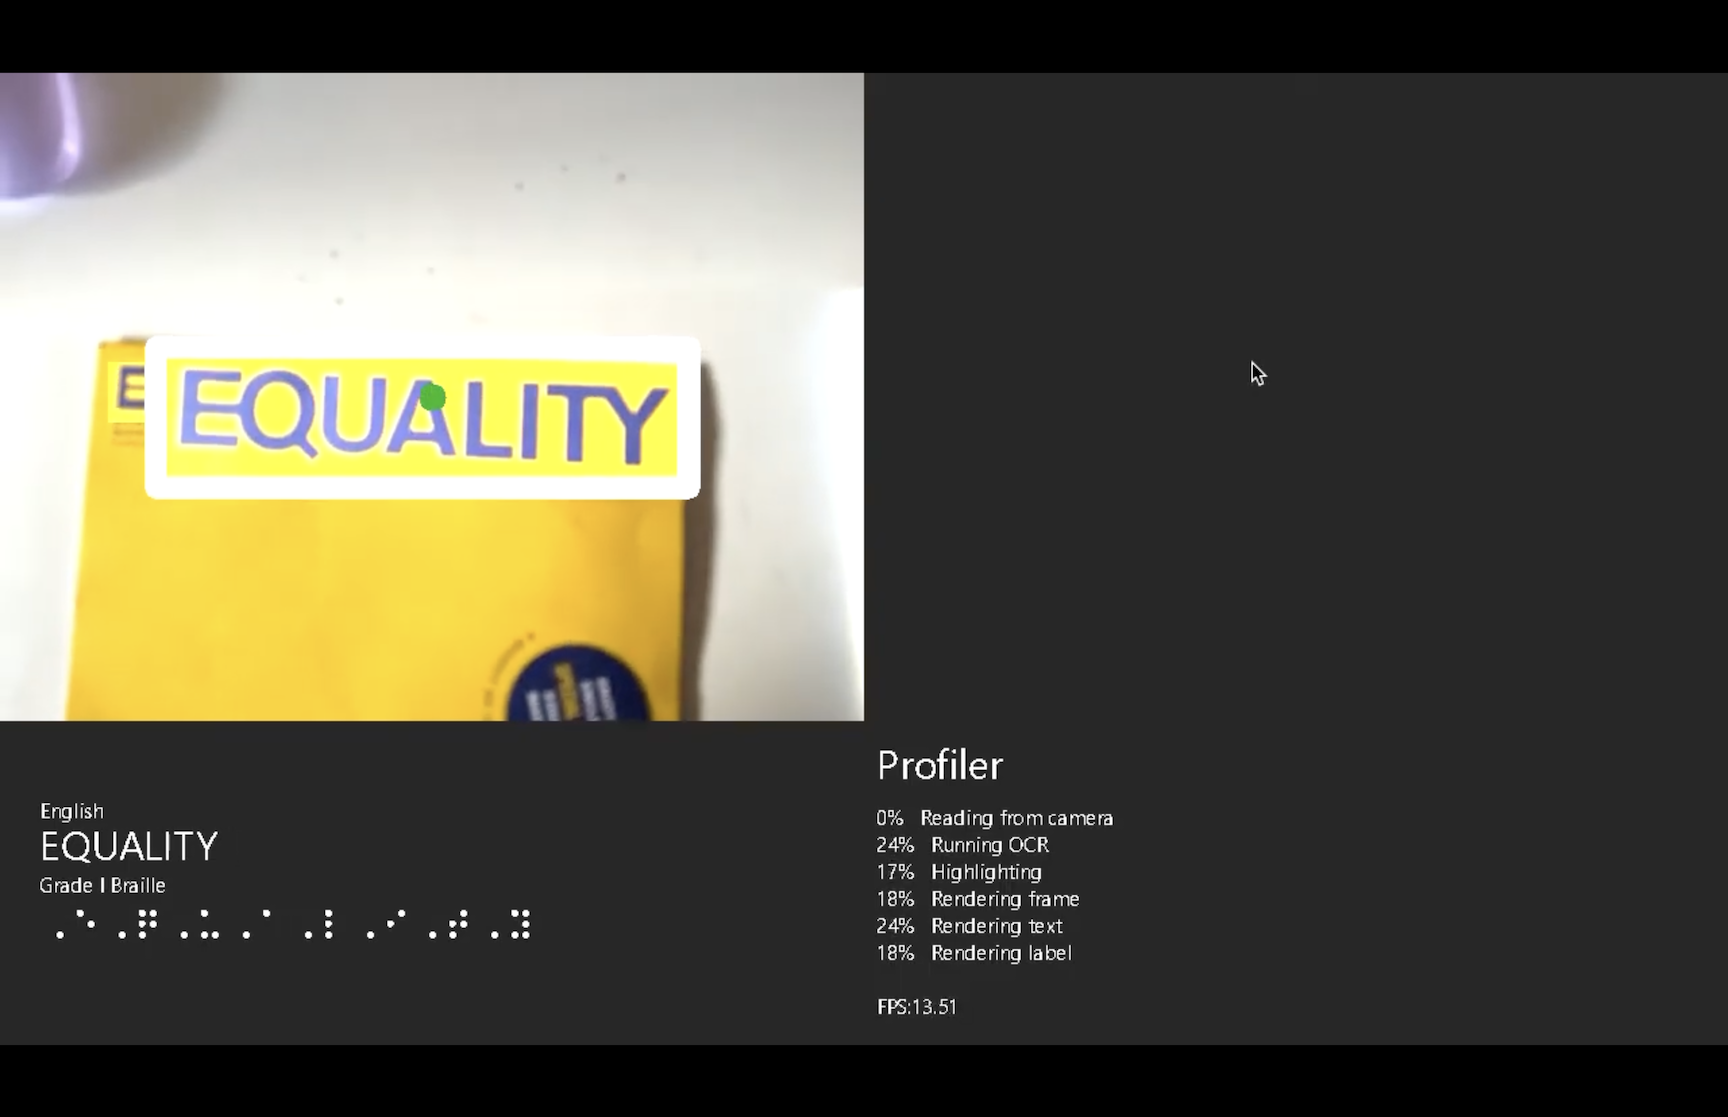 E
EQUALITY
English
EQUALITY
Grade I Braille
⠠⠑⠠⠟⠠⠥⠠⠁⠠⠇⠠⠊⠠⠞⠠⠽
Profiler
0% Reading from camera
24% Running OCR
17% Highlighting
18% Rendering frame
24% Rendering text
18% Rendering label
FPS:13.51